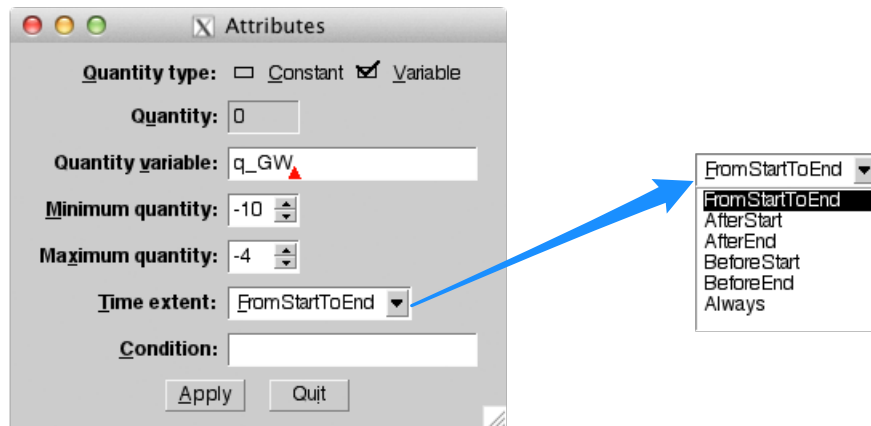 Attributes
Quantity type: Constant Variable
Quantity: 0
Quantity variable: q_GW
Minimum quantity: -10
Maximum quantity: -4
Time extent: FromStartToEnd
Condition:
Apply Quit
FromStartToEnd
FromStartToEnd
AfterStart
AfterEnd
BeforeStart
BeforeEnd
Always